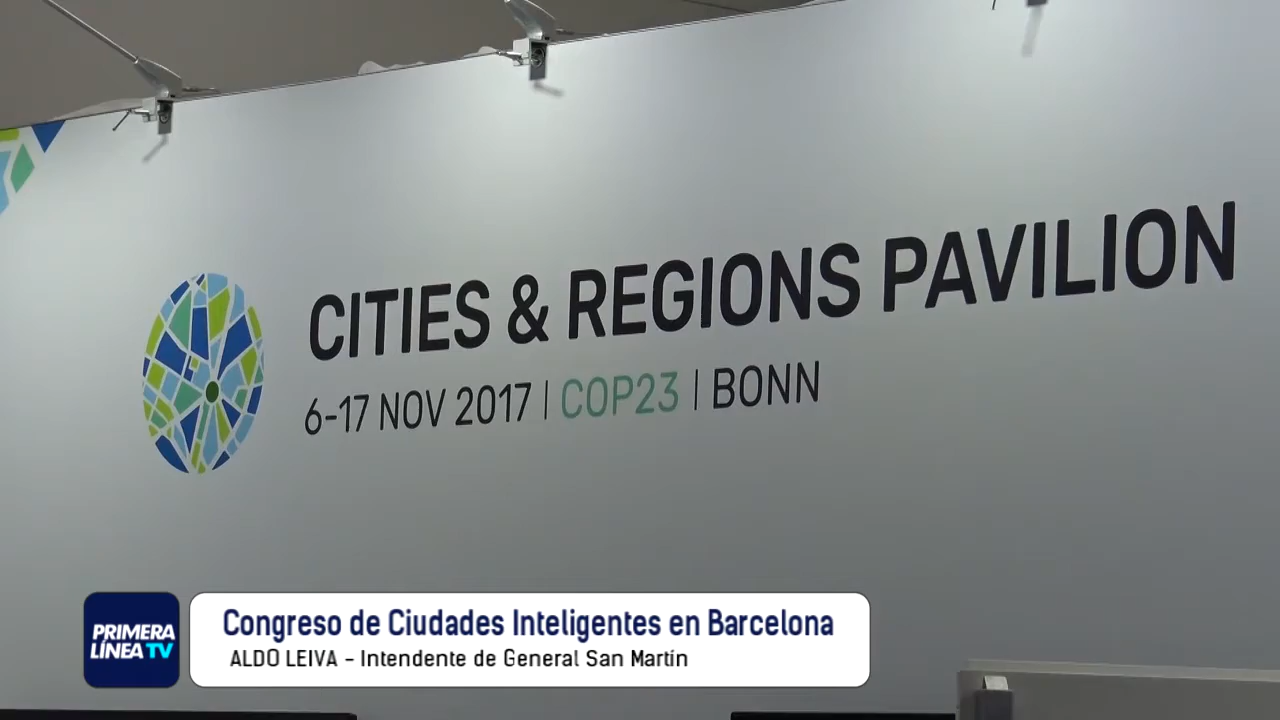 CITIES & REGIONS PAVILION
6-17 NOV 2017 | COP23 | BONN
PRIMERA LÍNEA TV
Congreso de Ciudades Inteligentes en Barcelona
ALDO LEIVA - Intendente de General San Martín